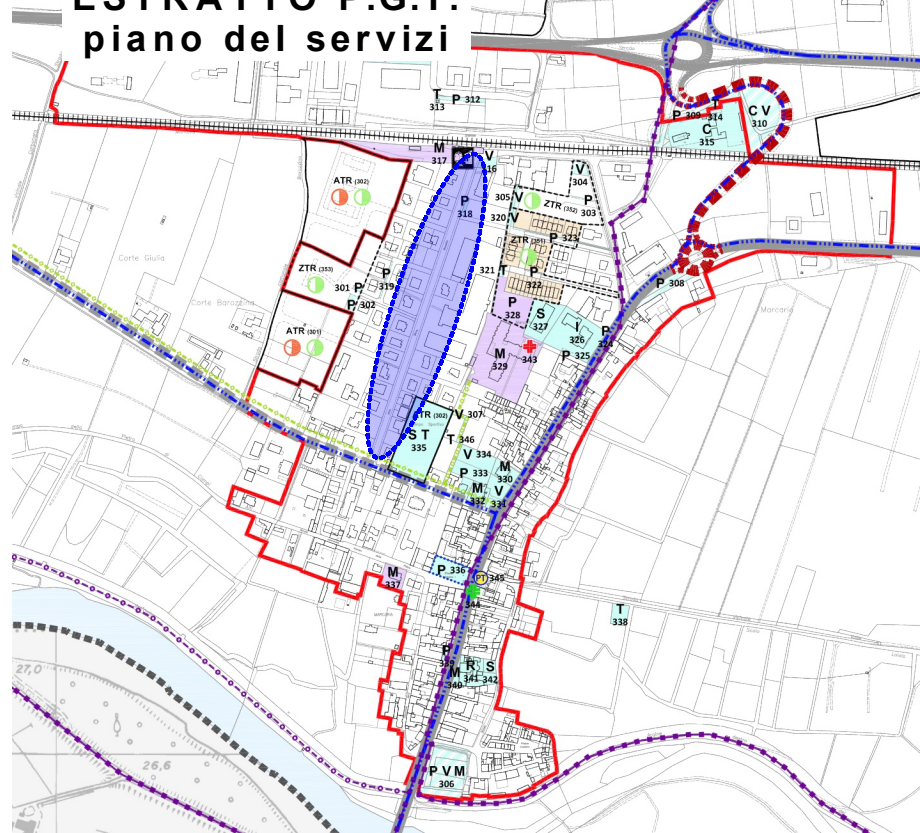 ESTRATTO P.G.T.
piano del servizi
T
313
P 312
P 309
T
314
C V
310
C
315
M
317
V
316
V
304
ATR (302)
P
318
305 V
ZTR (352)
P
303
320 V
P 323
ZTR (351)
Corte Giulia
ZTR (353)
P
319
321 T
P
322
301 P
P 302
P 308
Corte Barozzina
P
328
S
327
I
326
P
324
Marcaria
ATR (301)
M
329
343
P 325
ATR (302)
V 307
S T
335
T 346
V 334
P 333
M
330
M
332
V
331
P 336
PT 345
M
337
344
T
338
P
339
R
341
S
342
M
340
27,0
26,6
P V M
306